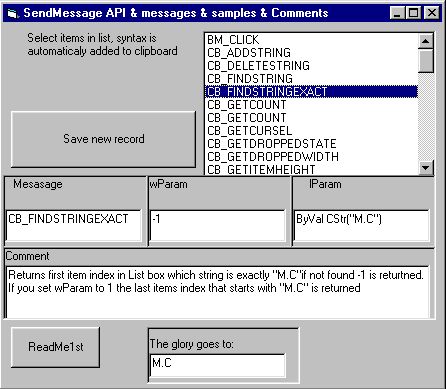 SendMessage API & messages & samples & Comments
Select items in list, syntax is
automaticaly added to clipboard
BM_CLICK
CB_ADDSTRING
CB_DELETESTRING
CB_FINDSTRING
CB_FINDSTRINGEXACT
CB_GETCOUNT
CB_GETCOUNT
CB_GETCURSEL
CB_GETDROPPEDSTATE
CB_GETDROPPEDWIDTH
CB_GETITEMHEIGHT
Save new record
Mesasage wParam lParam
CB_FINDSTRINGEXACT -1 ByVal CStr("M.C")
Comment
Returns first item index in List box which string is exactly "M.C"if not found -1 is returtned.
If you set wParam to 1 the last items index that starts with "M.C" is returned
ReadMe1st
The glory goes to:
M.C